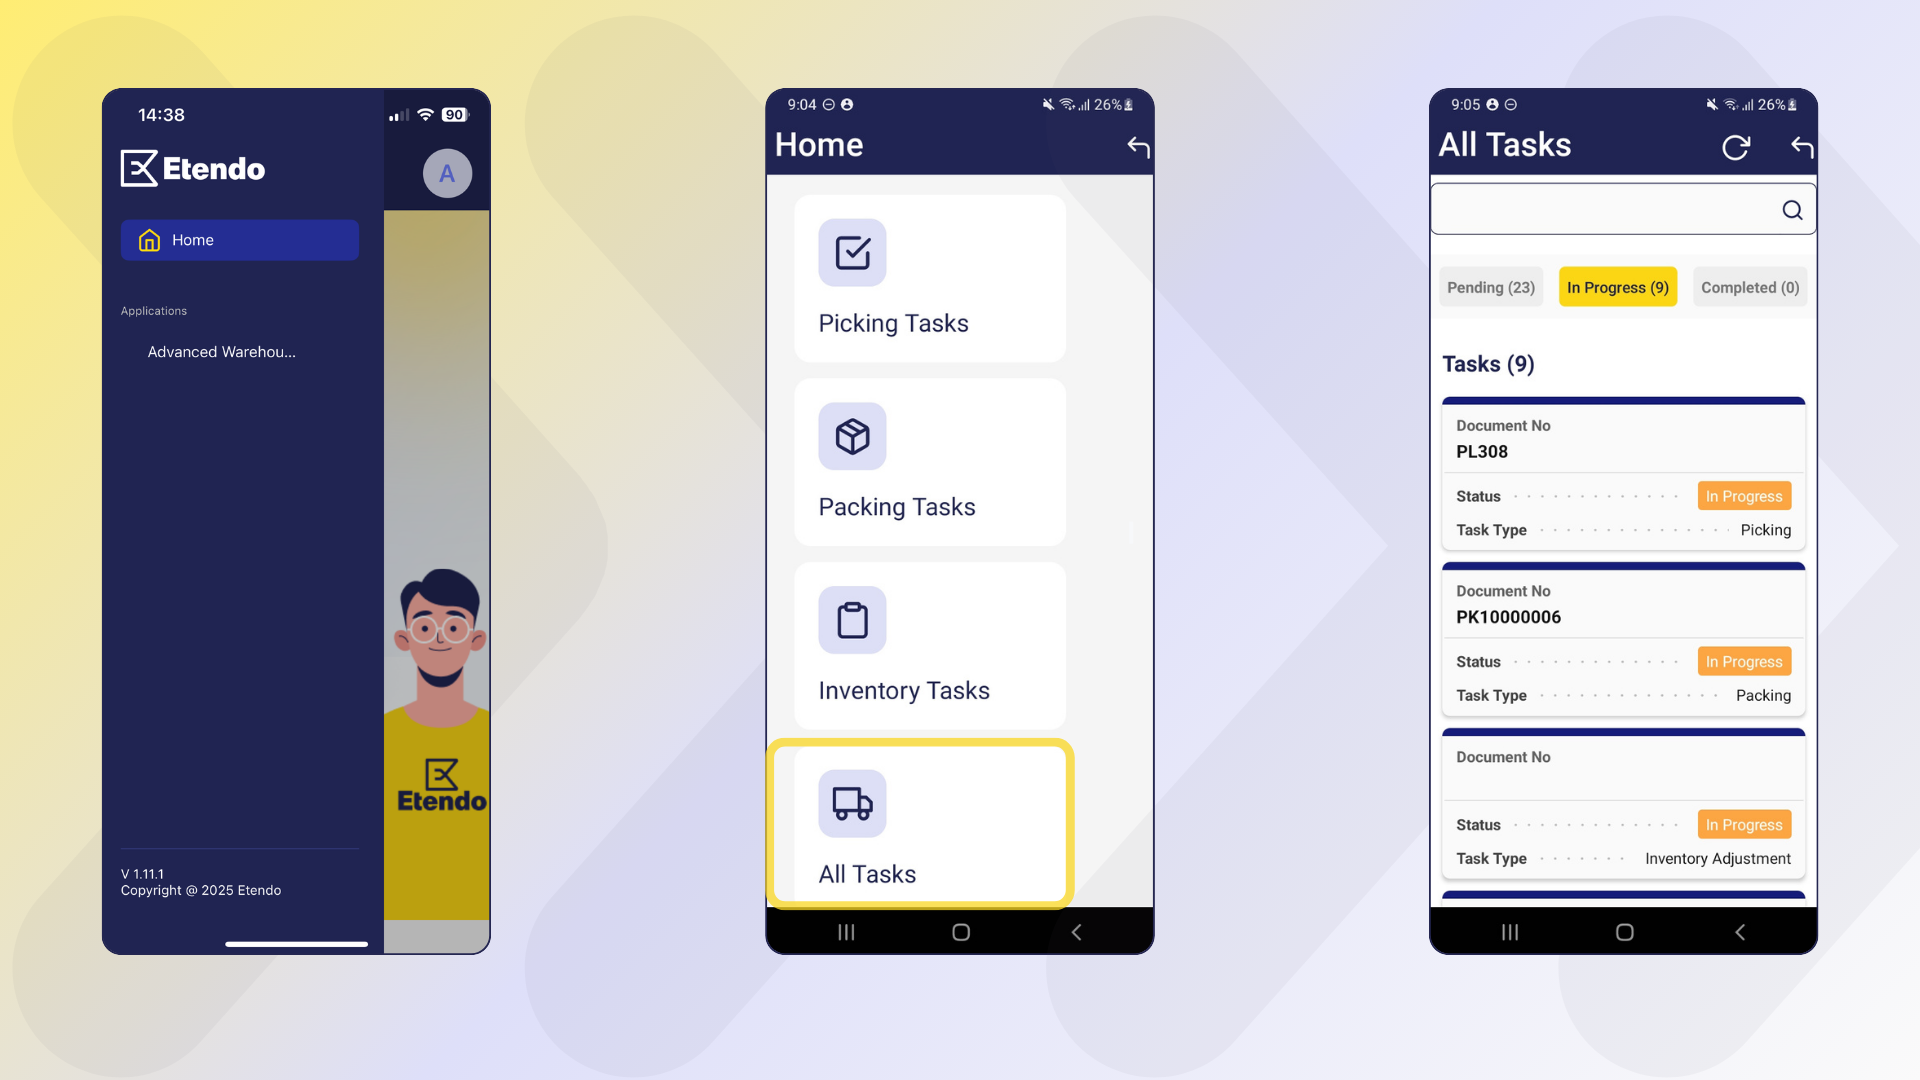 14:38
90
Etendo
A
Home
Applications
Advanced Warehou...
Etendo
V 1.11.1
Copyright @ 2025 Etendo
9:04
26%
Home
Picking Tasks
Packing Tasks
Inventory Tasks
All Tasks
9:05
26%
All Tasks
Pending (23)
In Progress (9)
Completed (0)
Tasks (9)
Document No
PL308
Status In Progress
Task Type Picking
Document No
PK10000006
Status In Progress
Task Type Packing
Document No
Status In Progress
Task Type Inventory Adjustment